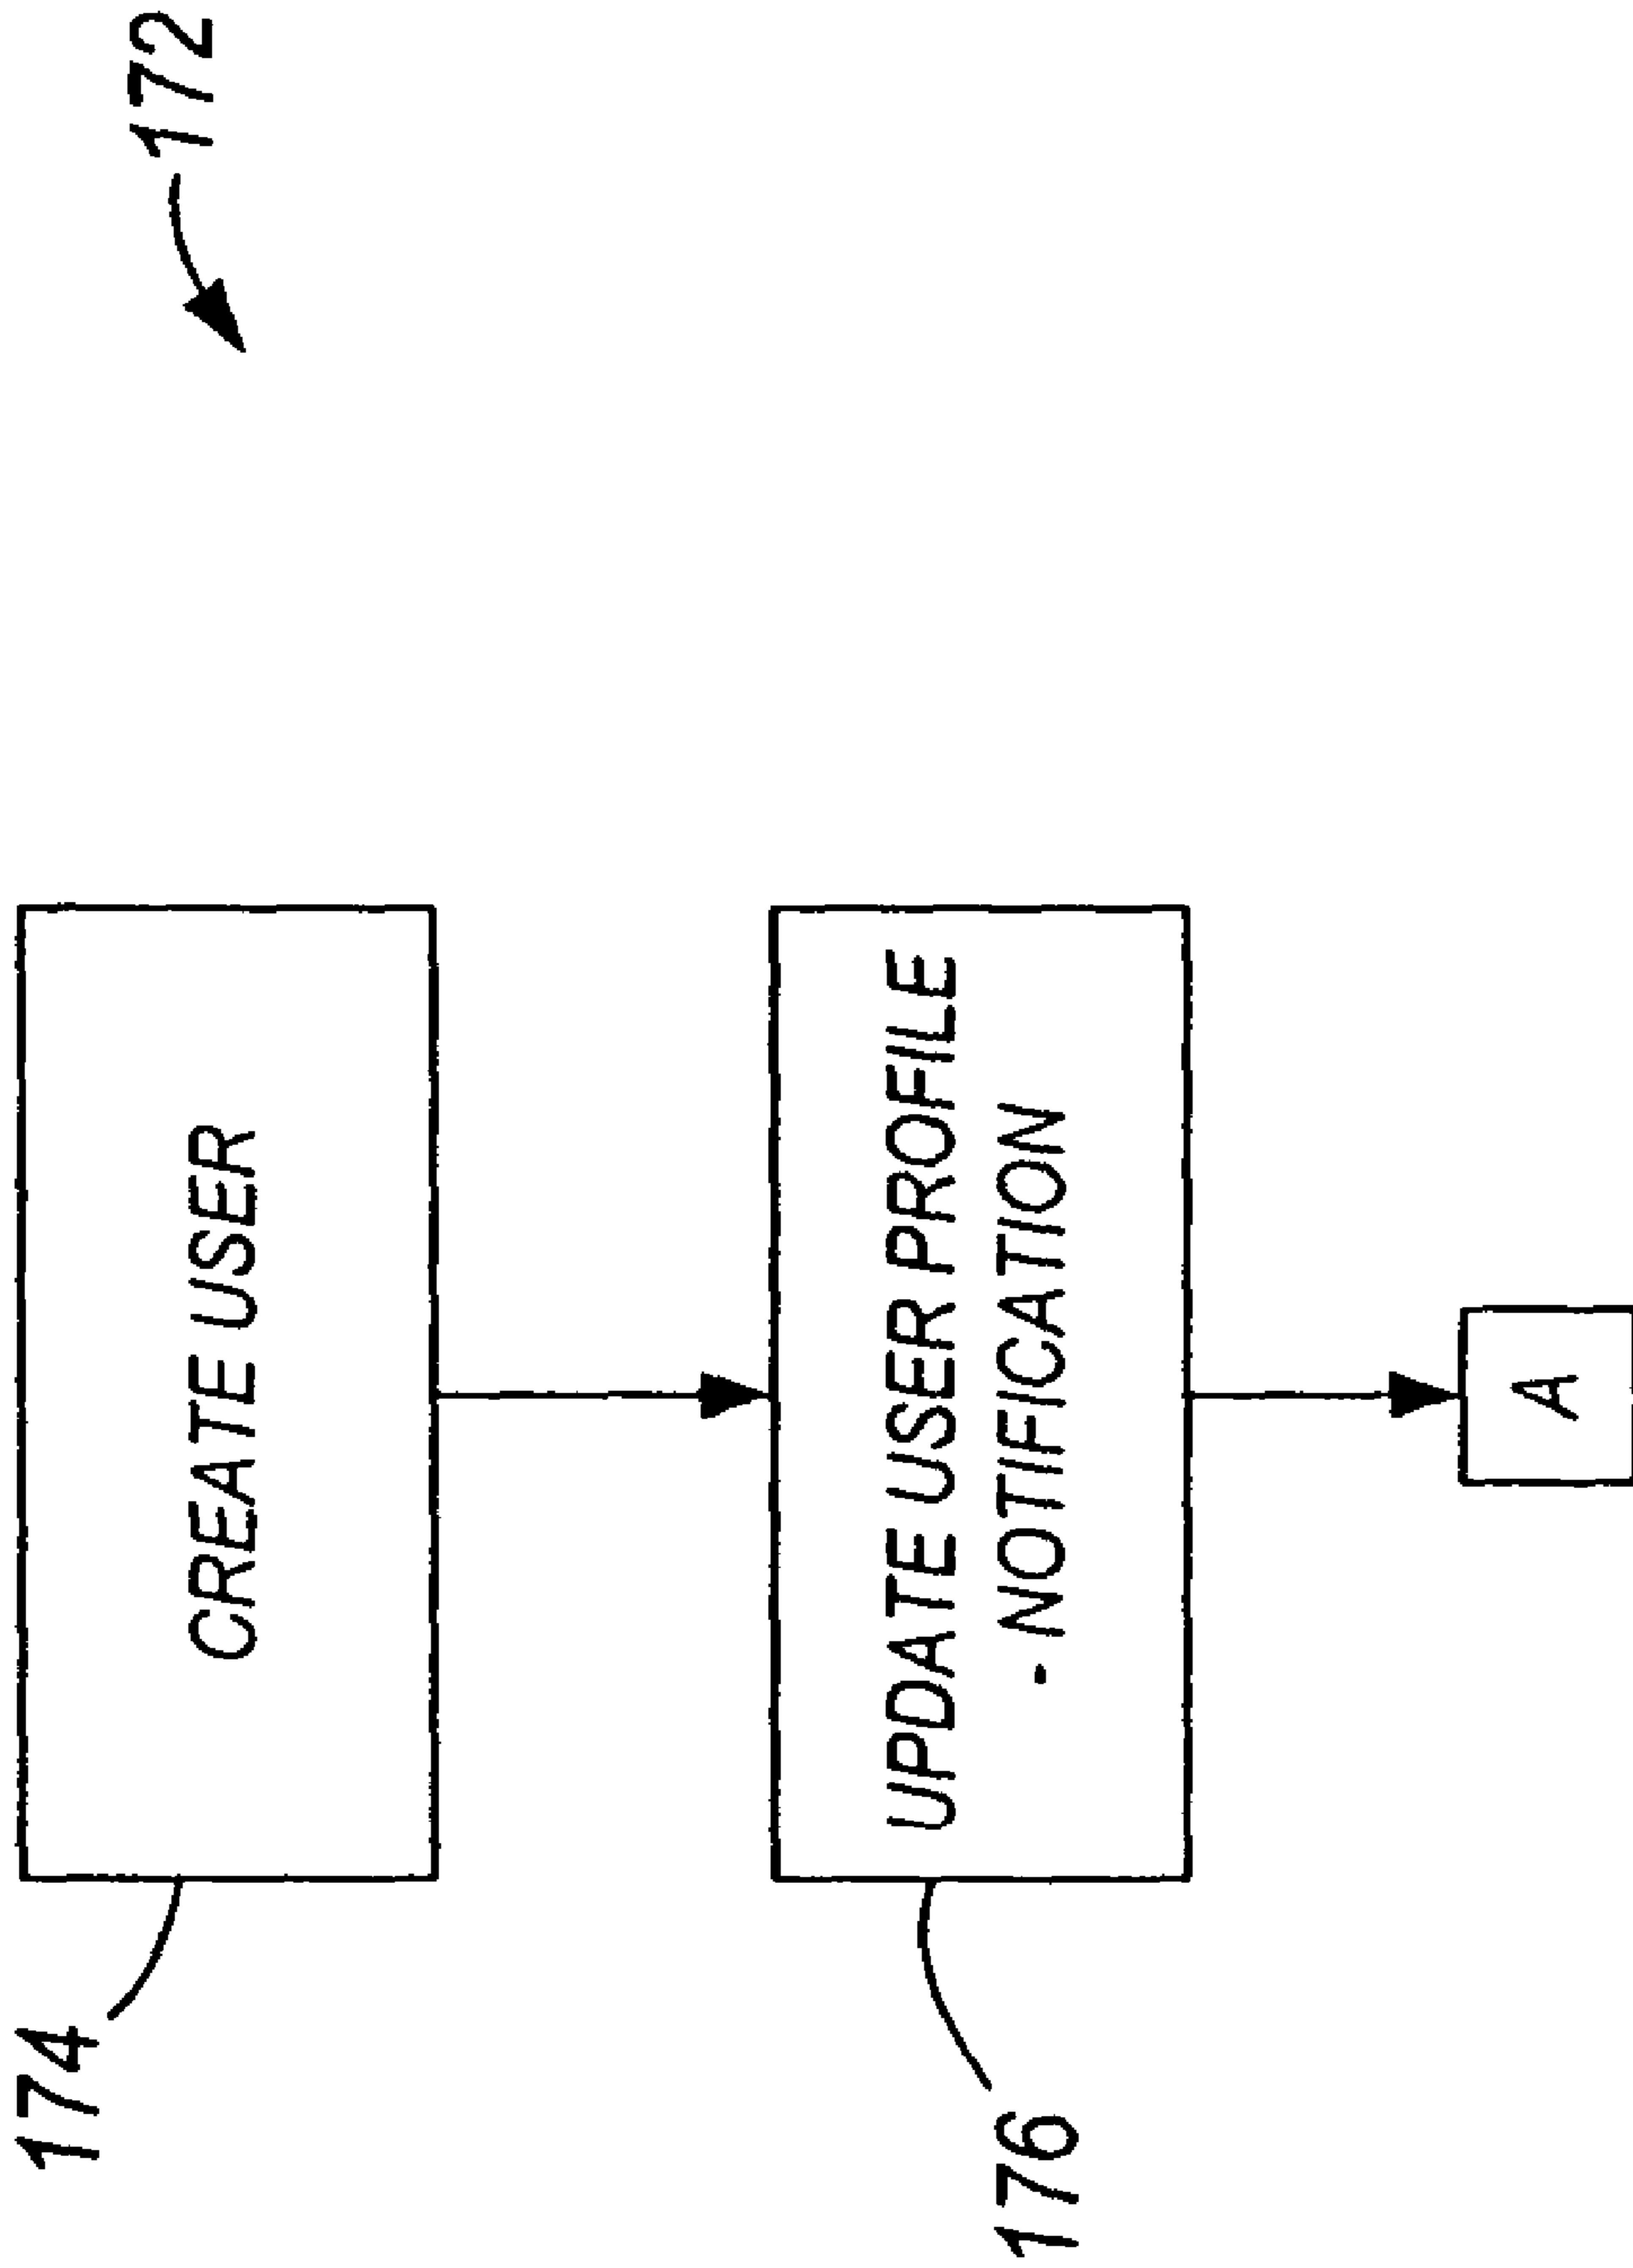 172
174
CREATE USER
176
UPDATE USER PROFILE
- NOTIFICATION
A